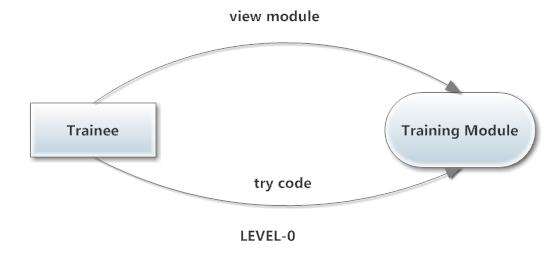 view module
Trainee
Training Module
try code
LEVEL-0